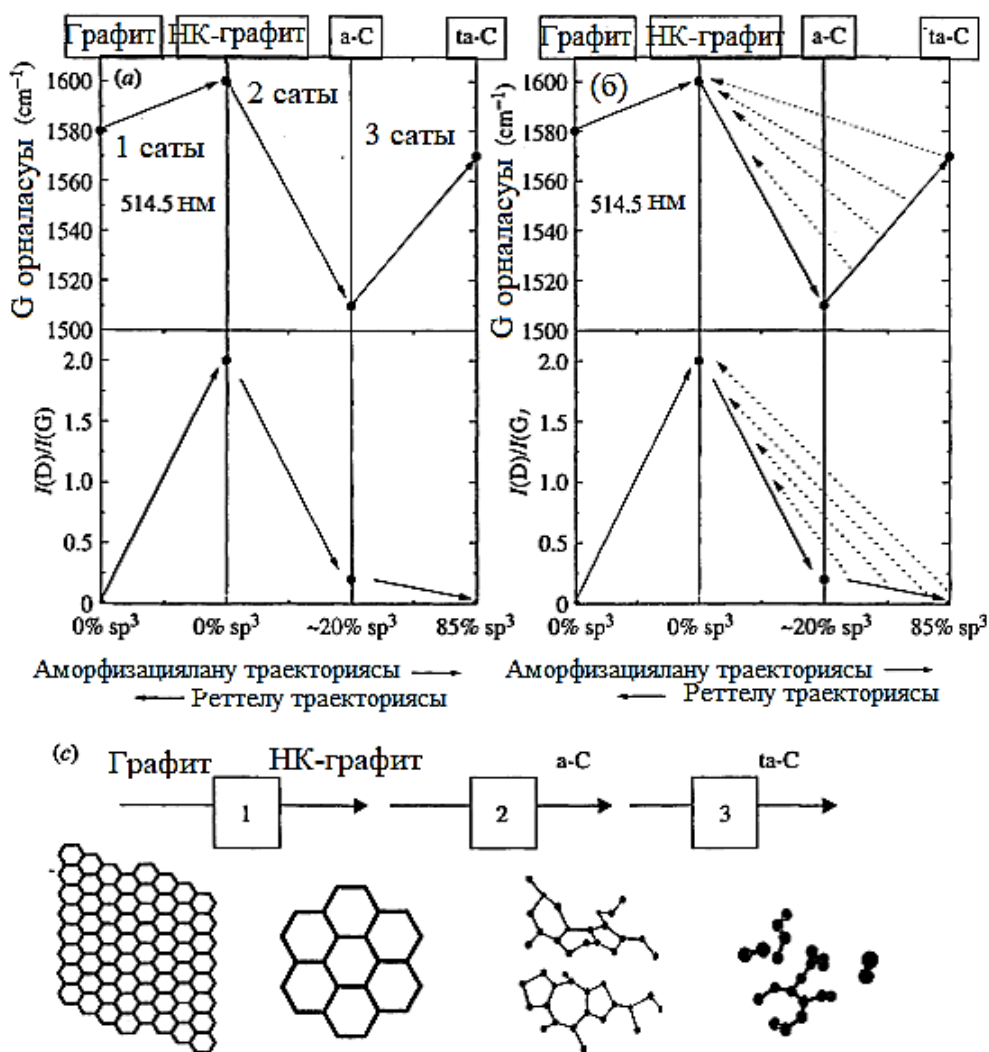 Графит НК-графит a-C ta-C
(a)
1600
1580
1560
1540
1520
1500
G орналасуы (cm⁻¹)
1 саты
2 саты
3 саты
514.5 нм
2.0
1.5
1.0
0.5
0
I(D)/I(G)
0% sp³ 0% sp³ ~20% sp³ 85% sp³
Аморфизациялану траекториясы
Реттелу траекториясы
Графит НК-графит a-C ta-C
(б)
1600
1580
1560
1540
1520
1500
G орналасуы (cm⁻¹)
514.5 нм
2.0
1.5
1.0
0.5
0
I(D)/I(G)
0% sp³ 0% sp³ ~20% sp³ 85% sp³
Аморфизациялану траекториясы
Реттелу траекториясы
(c)
Графит НК-графит a-C ta-C
1 2 3